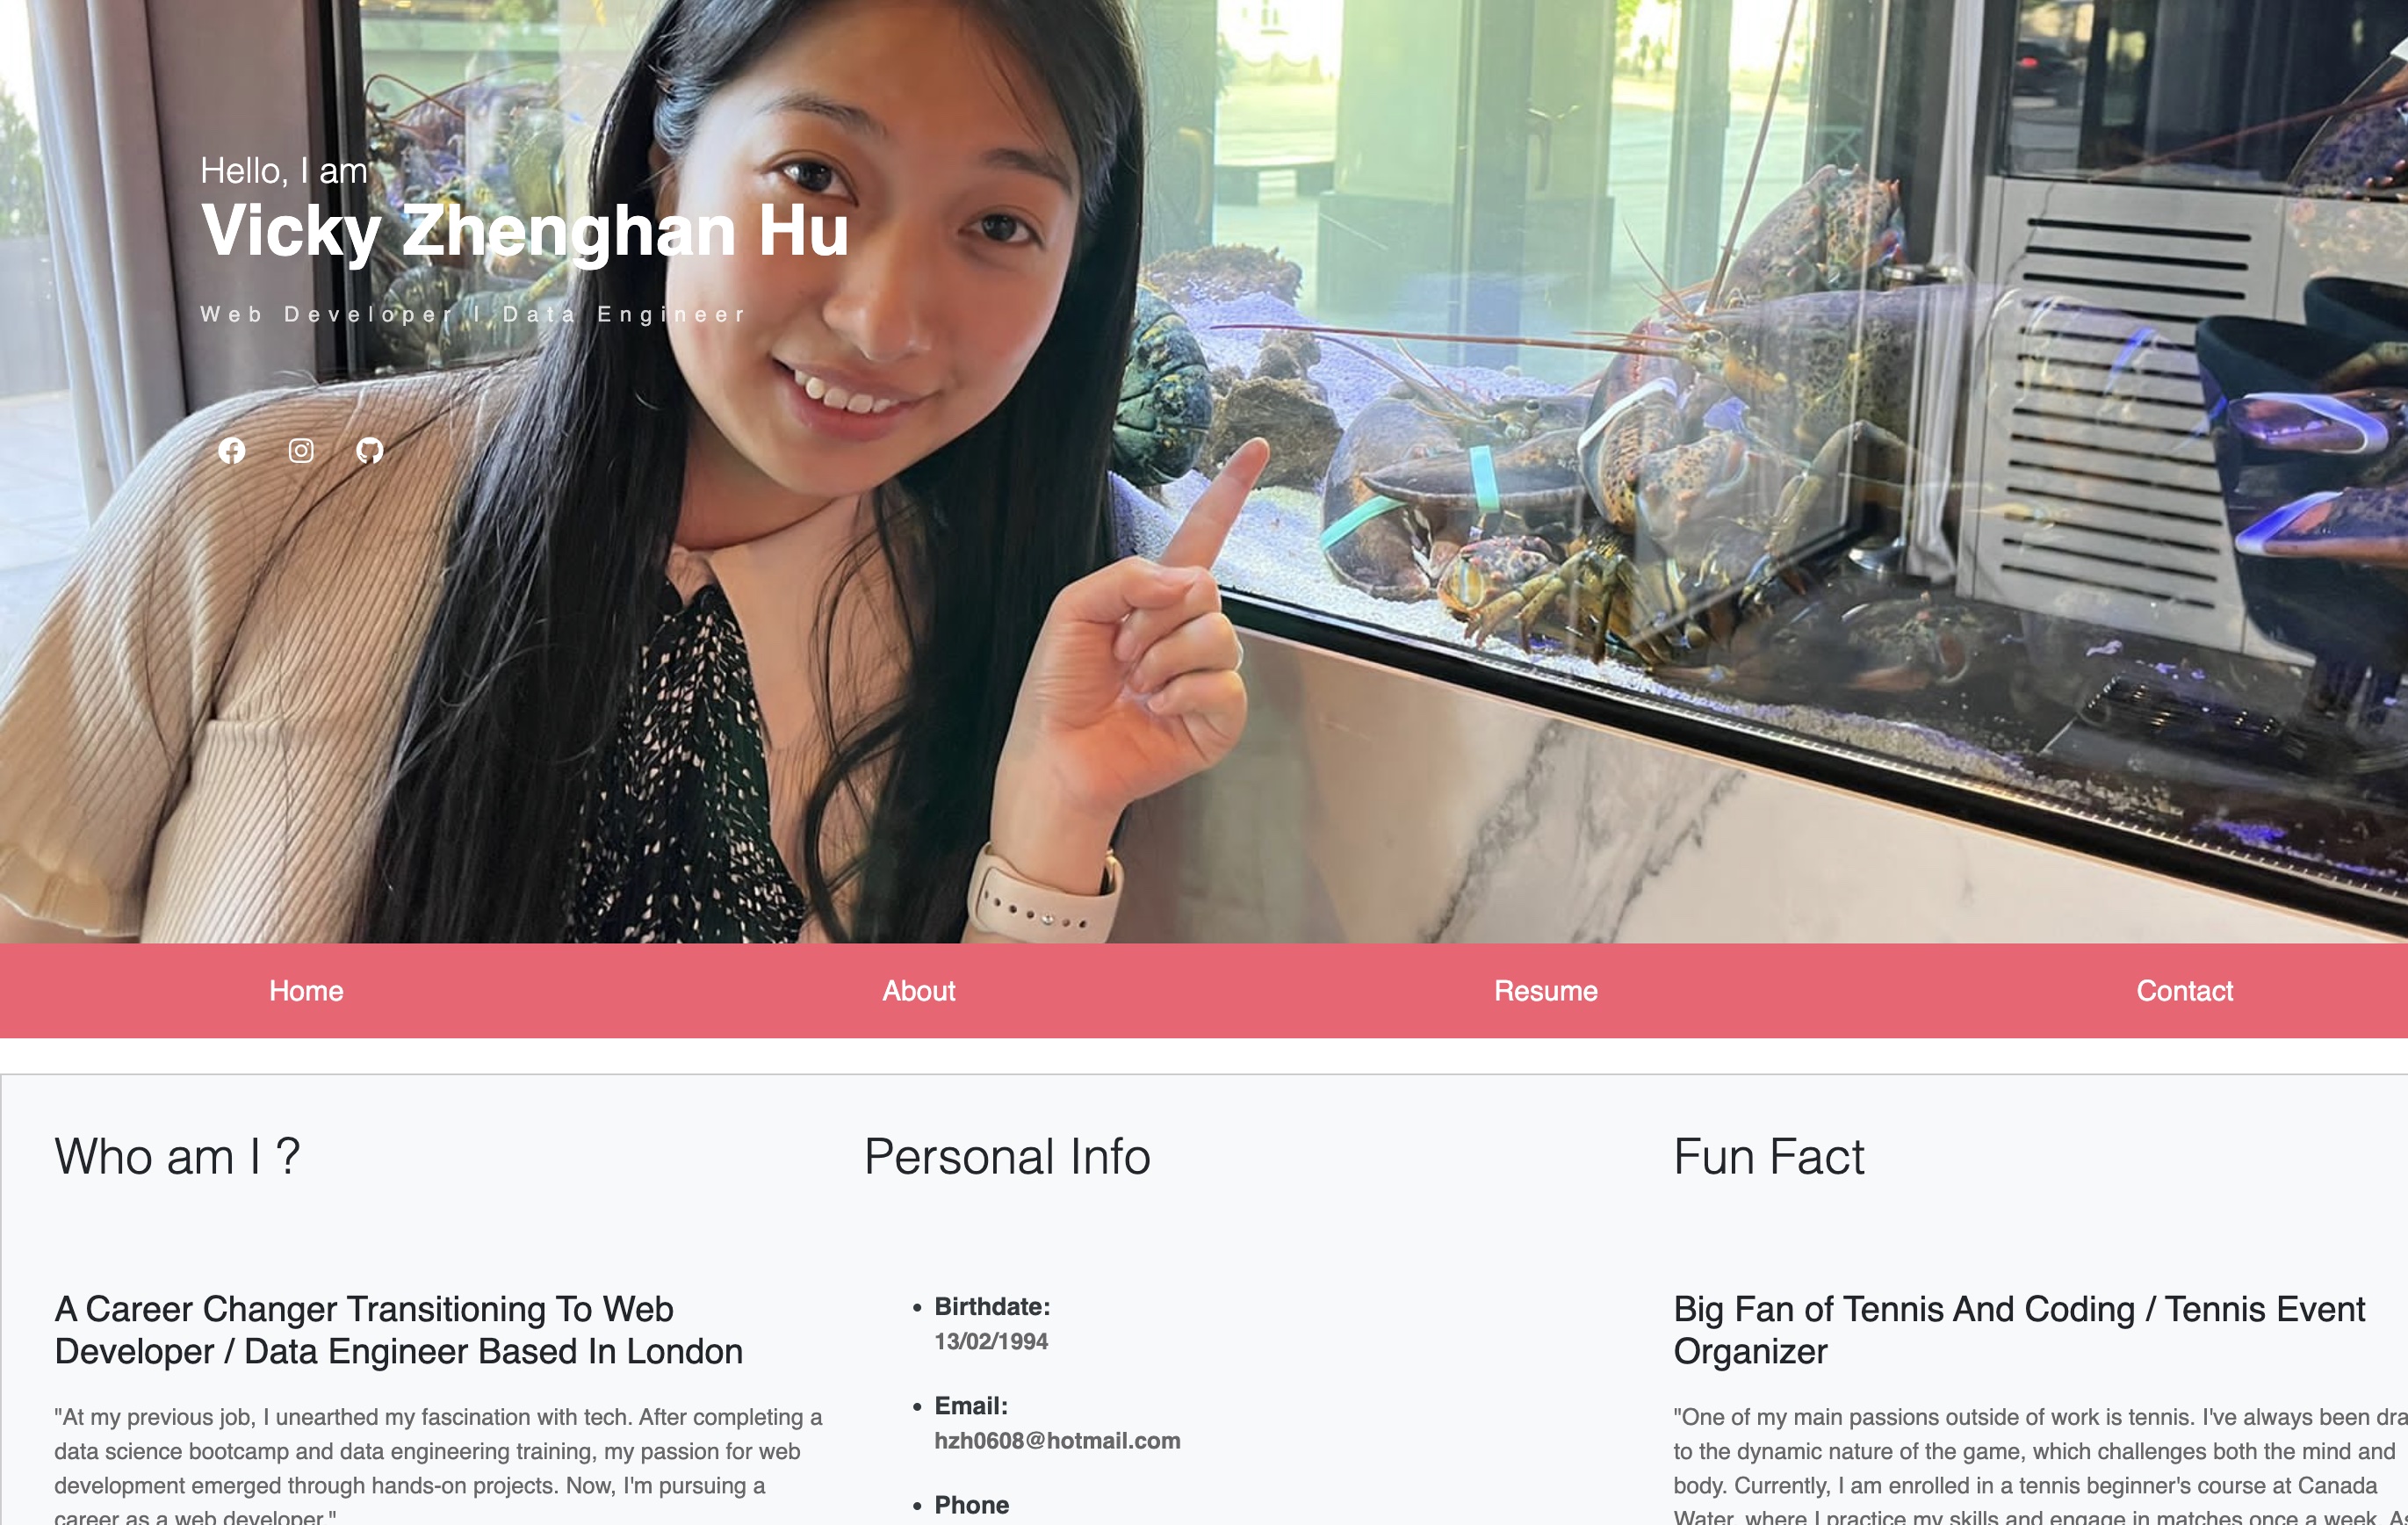 Hello, I am
Vicky Zhenghan Hu
Web Developer | Data Engineer
Home
About
Resume
Contact
Who am I ?
A Career Changer Transitioning To Web
Developer / Data Engineer Based In London
"At my previous job, I unearthed my fascination with tech. After completing a
data science bootcamp and data engineering training, my passion for web
development emerged through hands-on projects. Now, I'm pursuing a
career as a web developer."
Personal Info
Birthdate:
13/02/1994
Email:
hzh0608@hotmail.com
Phone
Fun Fact
Big Fan of Tennis And Coding / Tennis Event
Organizer
"One of my main passions outside of work is tennis. I've always been
to the dynamic nature of the game, which challenges both the mind and
body. Currently, I am enrolled in a tennis beginner's course at Canada
Water, where I practice my skills and engage in matches once a week.